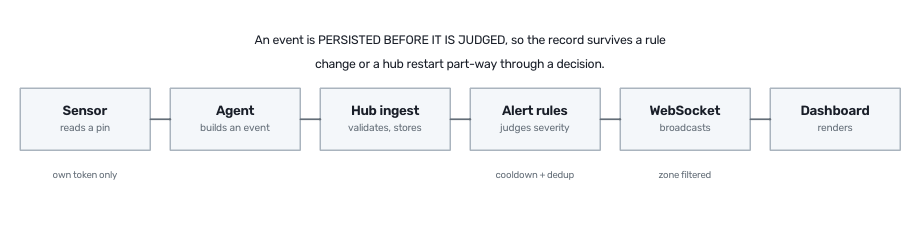 An event is PERSISTED BEFORE IT IS JUDGED, so the record survives a rule
change or a hub restart part-way through a decision.
Sensor
reads a pin
Agent
builds an event
Hub ingest
validates, stores
Alert rules
judges severity
WebSocket
broadcasts
Dashboard
renders
own token only
cooldown + dedup
zone filtered